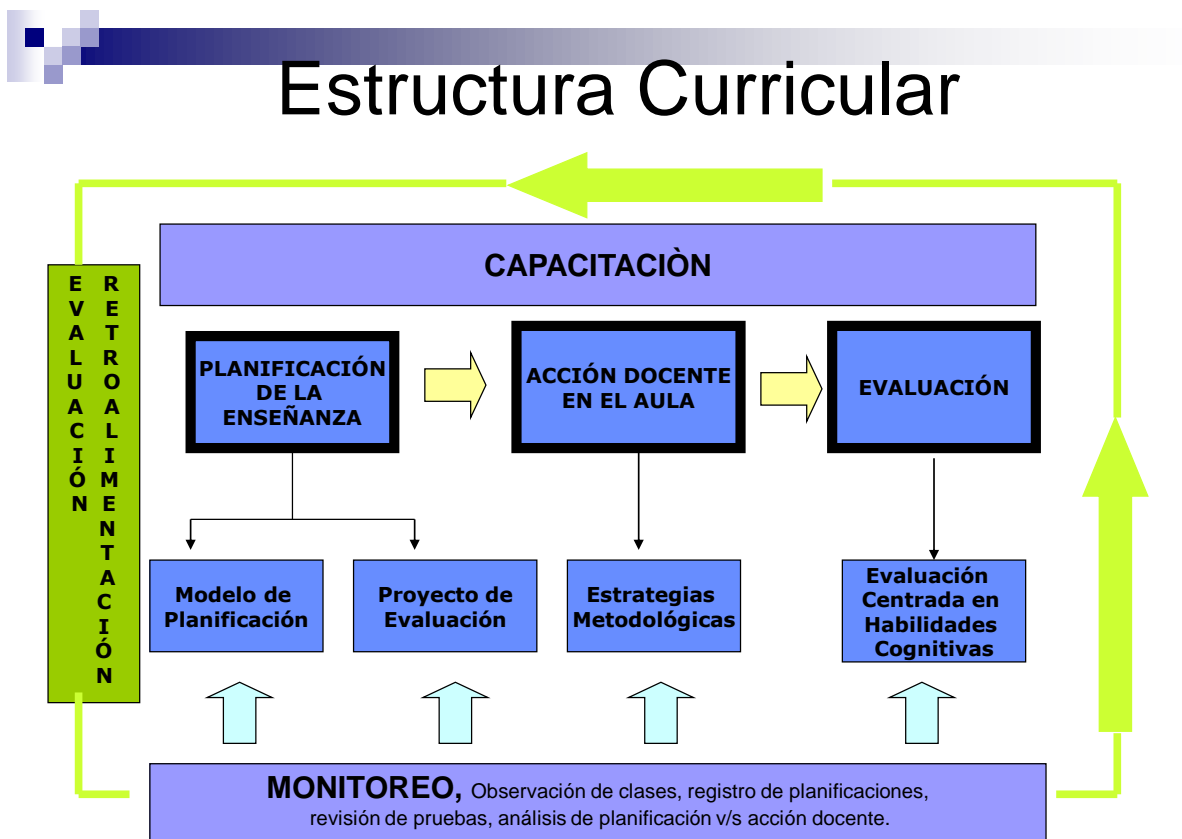 Estructura Curricular
CAPACITACIÒN
EVALUACIÓN
RETROALIMENTACIÓN
PLANIFICACIÓN
DE LA
ENSEÑANZA
ACCIÓN DOCENTE
EN EL AULA
EVALUACIÓN
Modelo de
Planificación
Proyecto de
Evaluación
Estrategias
Metodológicas
Evaluación
Centrada en
Habilidades
Cognitivas
MONITOREO, Observación de clases, registro de planificaciones,
revisión de pruebas, análisis de planificación v/s acción docente.